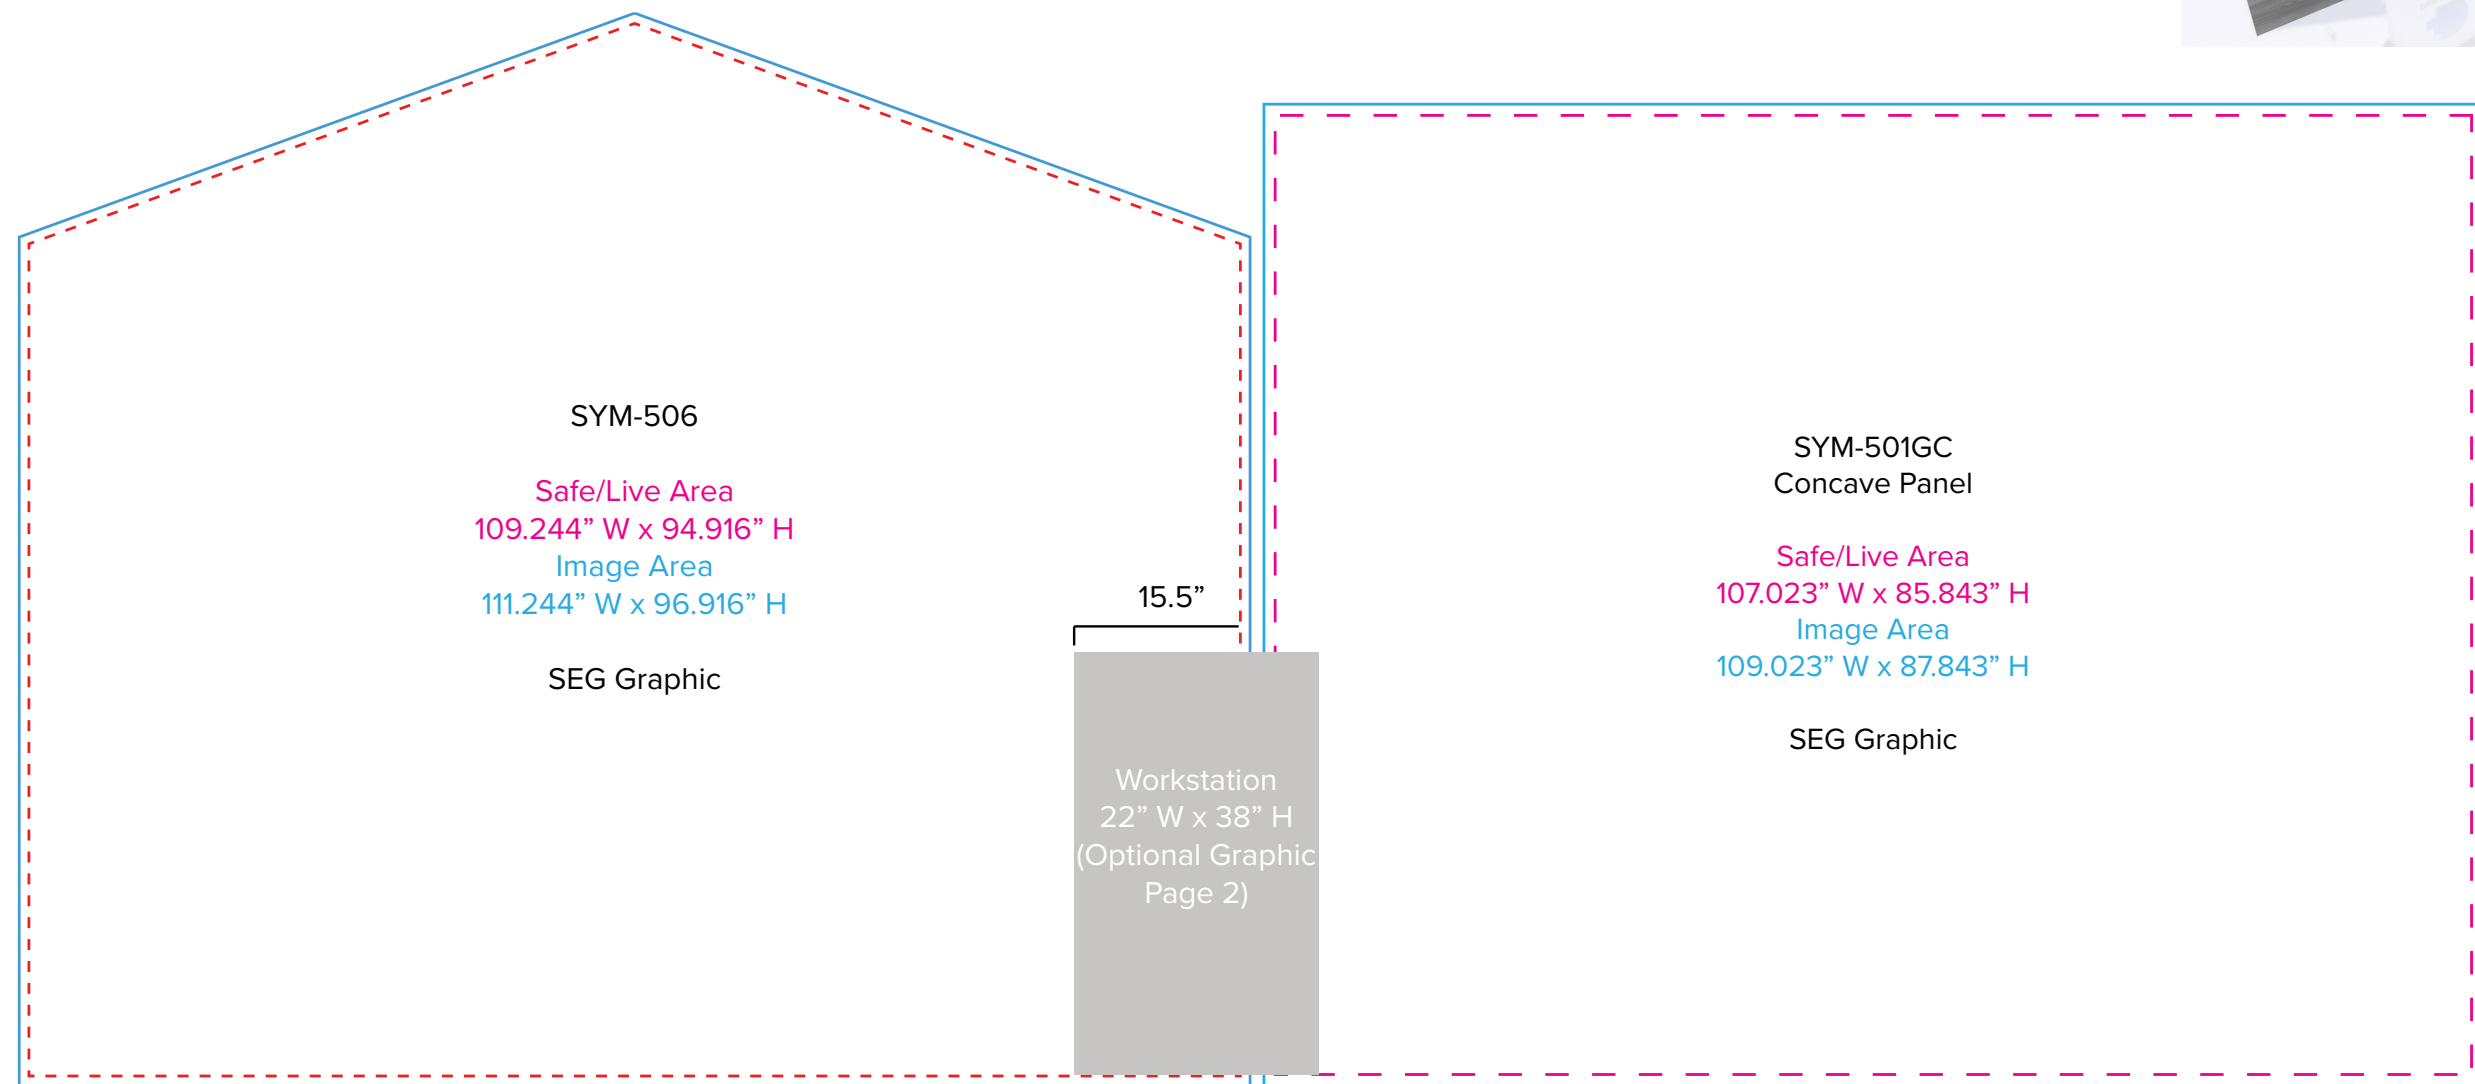 SYM-506
Safe/Live Area
109.244” W x 94.916” H
Image Area
111.244” W x 96.916” H
SEG Graphic
15.5”
Workstation
22” W x 38” H
(Optional Graphic
Page 2)
SYM-501GC
Concave Panel
Safe/Live Area
107.023” W x 85.843” H
Image Area
109.023” W x 87.843” H
SEG Graphic